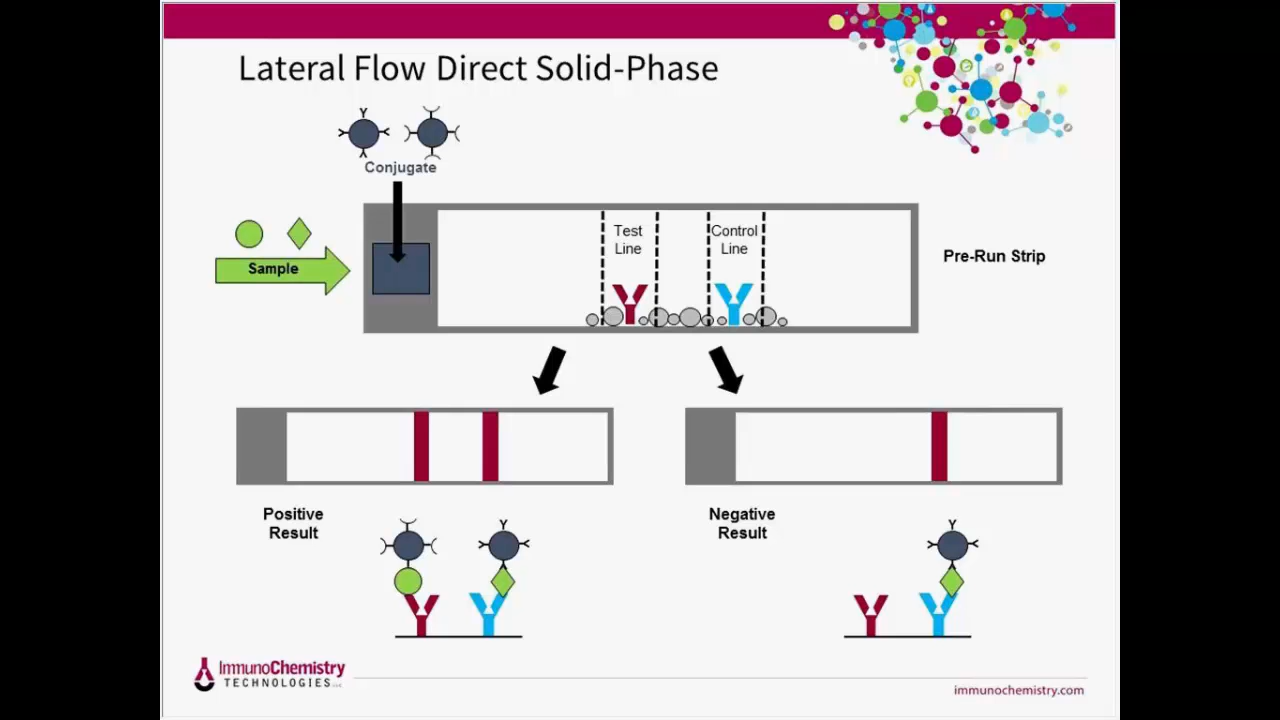 Lateral Flow Direct Solid-Phase
Conjugate
Sample
Test
Line
Control
Line
Pre-Run Strip
Positive
Result
Negative
Result
ImmunoChemistry
TECHNOLOGIES
immunochemistry.com